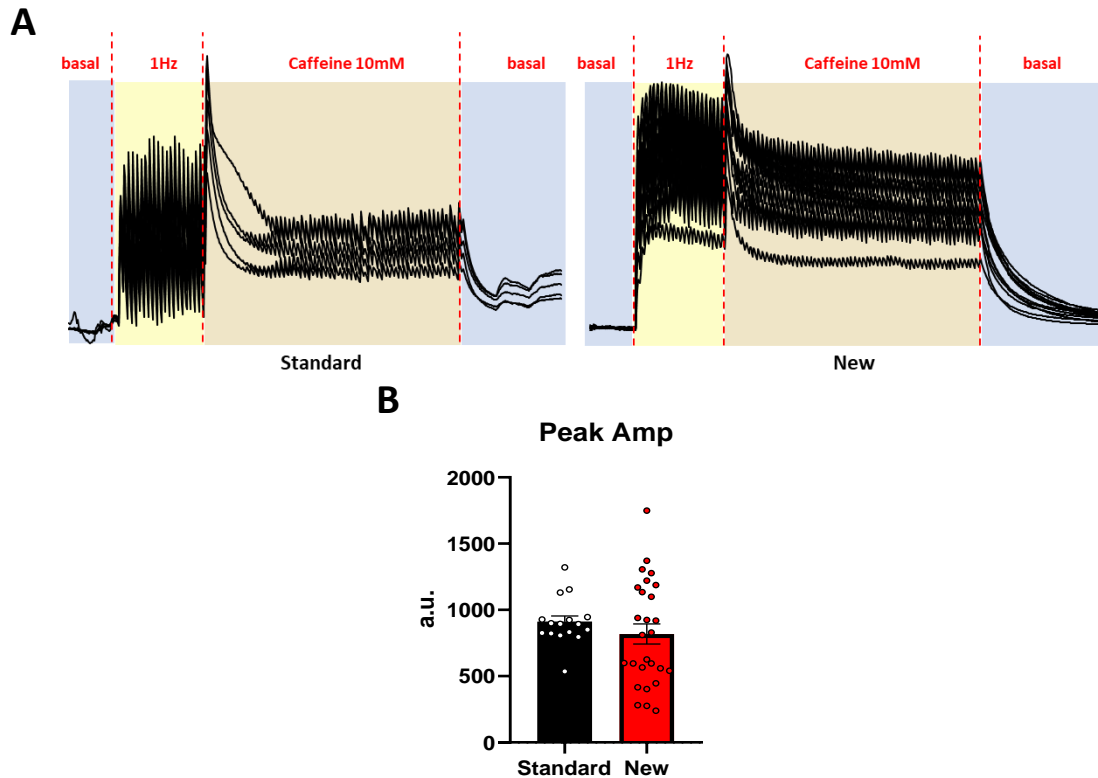 A
basal 1Hz Caffeine 10mM basal
basal 1Hz Caffeine 10mM basal
Standard
New
B
Peak Amp
2000
1500
1000
500
0
a.u.
Standard New